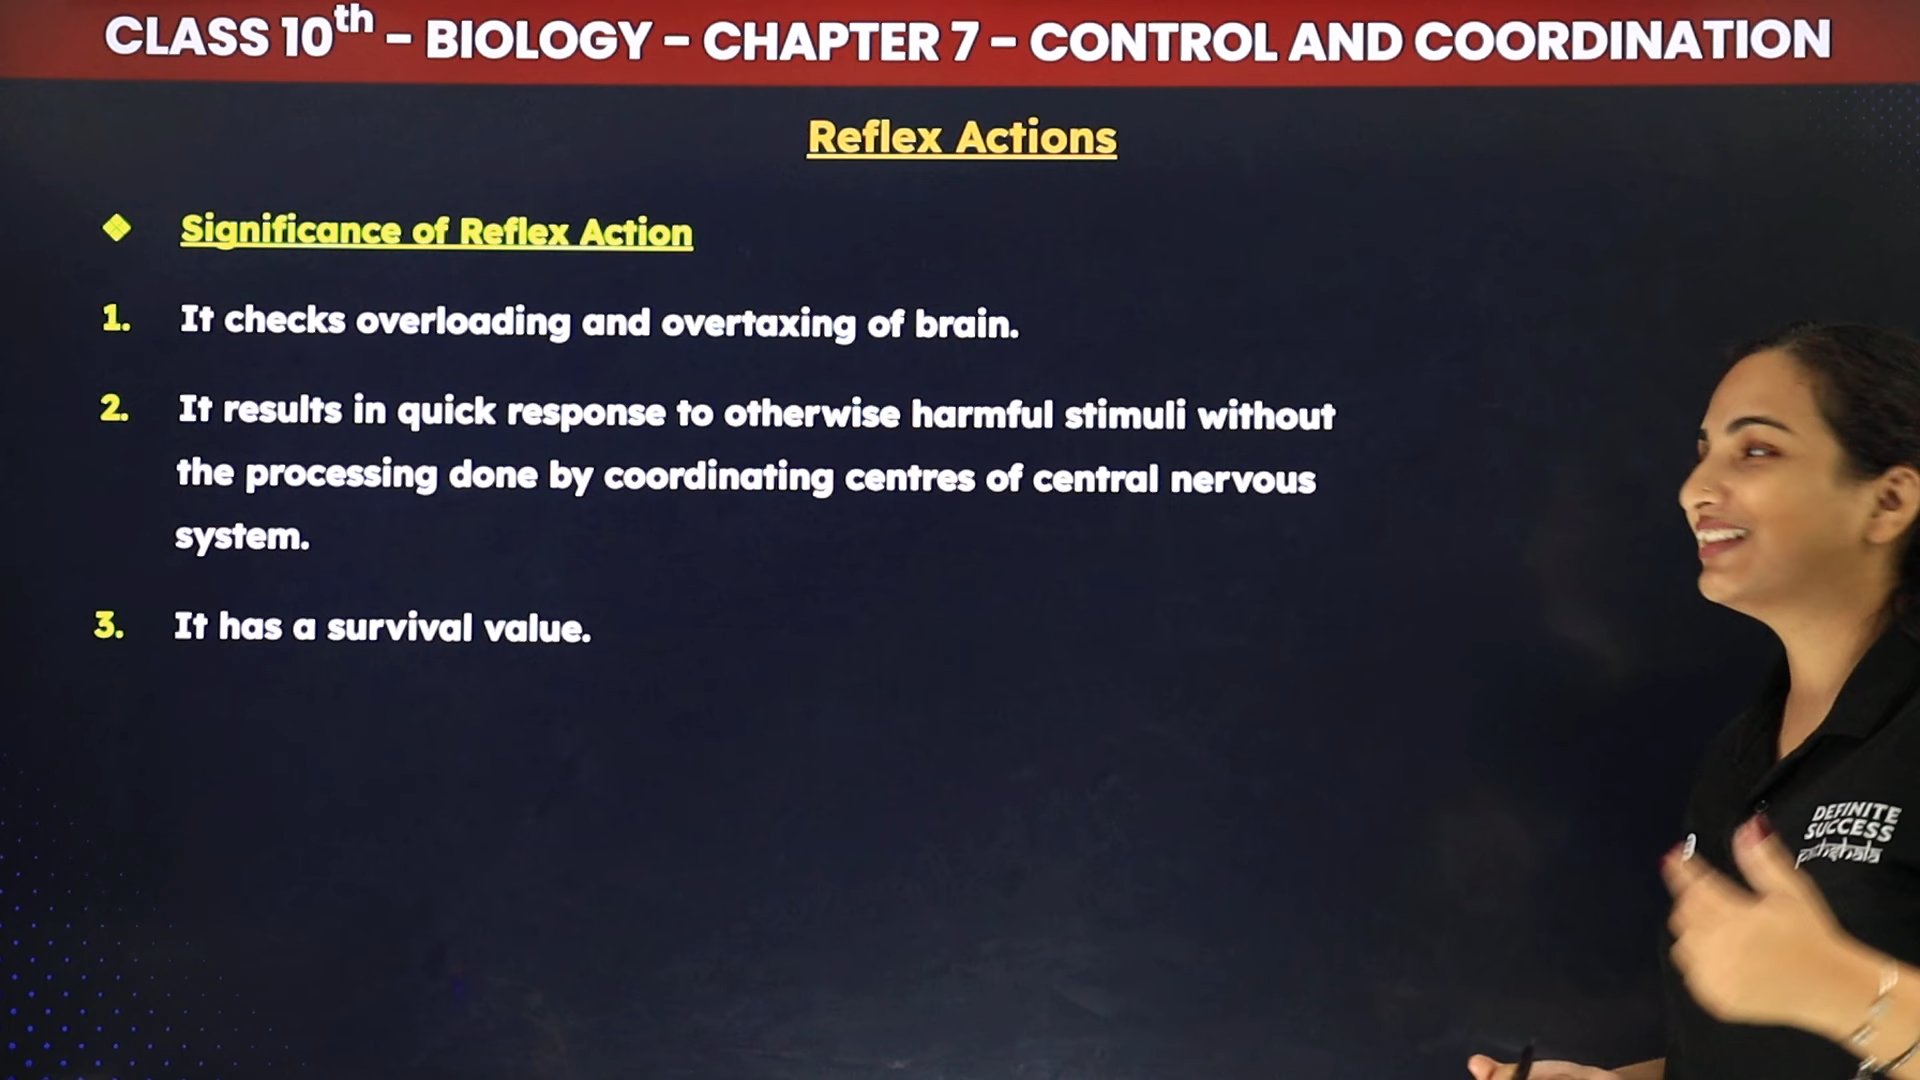 CLASS 10th - BIOLOGY - CHAPTER 7 - CONTROL AND COORDINATION
Reflex Actions
❖ Significance of Reflex Action
1. It checks overloading and overtaxing of brain.
2. It results in quick response to otherwise harmful stimuli without
the processing done by coordinating centres of central nervous
system.
3. It has a survival value.
DEFINITE
SUCCESS